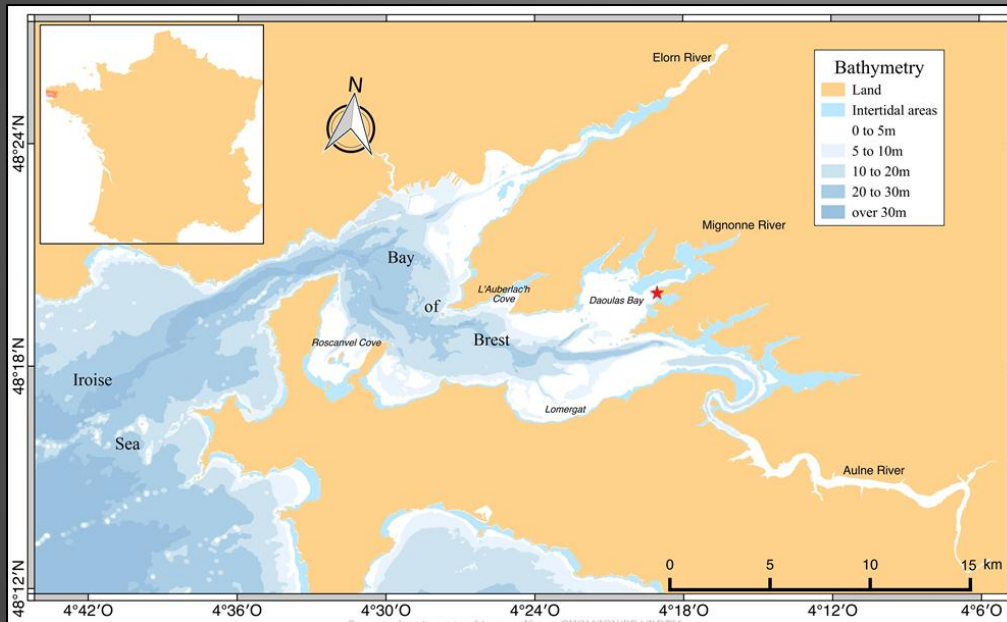 N
Elorn River
Bathymetry
Land
Intertidal areas
0 to 5m
5 to 10m
10 to 20m
20 to 30m
over 30m
48°24'N
Mignonne River
Bay
L'Auberlac'h
Cove
Daoulas Bay
of
Roscanvel Cove
Brest
48°18'N
Iroise
Lomergat
Sea
Aulne River
0 5 10 15 km
48°12'N
4°42'O 4°36'O 4°30'O 4°24'O 4°18'O 4°12'O 4°6'O